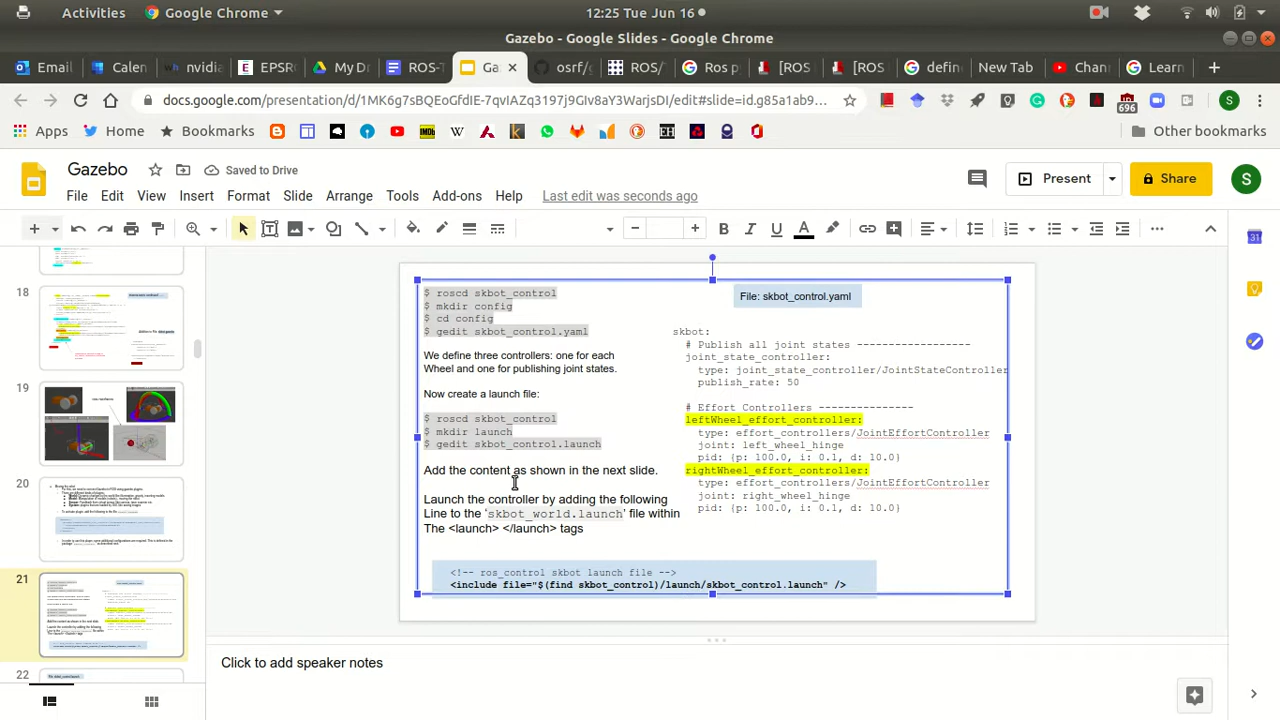 Activities
Google Chrome
12:25 Tue Jun 16
Gazebo - Google Slides - Google Chrome
Email
Calen
nvidia
EPSR
My D
ROS-T
Ga
osrf/
ROS/
Ros p
[ROS
[ROS
defin
New Tab
Chan
Learn
docs.google.com/presentation/d/1MK6g7sBQEoGfdIE-7qvIAZq3197j9GIv8aY3WarjsDI/edit#slide=id.g85a1ab9...
696
S
Apps
Home
Bookmarks
Other bookmarks
Gazebo
Saved to Drive
File Edit View Insert Format Slide Arrange Tools Add-ons Help
Last edit was seconds ago
Present
Share
S
18
19
20
21
22
$ roscd skbot_control
$ mkdir config
$ cd config
$ gedit skbot_control.yaml
We define three controllers: one for each
Wheel and one for publishing joint states.
Now create a launch file:
$ roscd skbot_control
$ mkdir launch
$ gedit skbot_control.launch
Add the content as shown in the next slide.
Launch the controls by adding the following
Line to the ‘skbot_world.launch’ file within
The <launch> </launch> tags
<!-- ros_control skbot launch file -->
<include file="$(find skbot_control)/launch/skbot_control.launch" />
File: skbot_control.yaml
skbot:
# Publish all joint states -------------------
joint_state_controller:
type: joint_state_controller/JointStateController
publish_rate: 50
# Effort Controllers ---------------
leftWheel_effort_controller:
type: effort_controllers/JointEffortController
joint: left_wheel_hinge
pid: {p: 100.0, i: 0.1, d: 10.0}
rightWheel_effort_controller:
type: effort_controllers/JointEffortController
joint: right_wheel_hinge
pid: {p: 100.0, i: 0.1, d: 10.0}
Click to add speaker notes
31